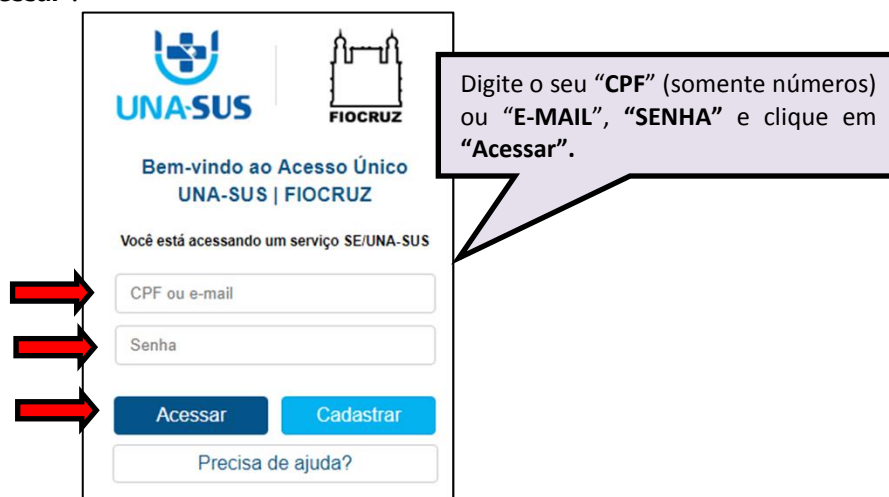 UNA-SUS
FIOCRUZ
Bem-vindo ao Acesso Único
UNA-SUS | FIOCRUZ
Você está acessando um serviço SE/UNA-SUS
CPF ou e-mail
Senha
Acessar
Cadastrar
Precisa de ajuda?
Digite o seu “CPF” (somente números)
ou “E-MAIL”, “SENHA” e clique em
“Acessar”.